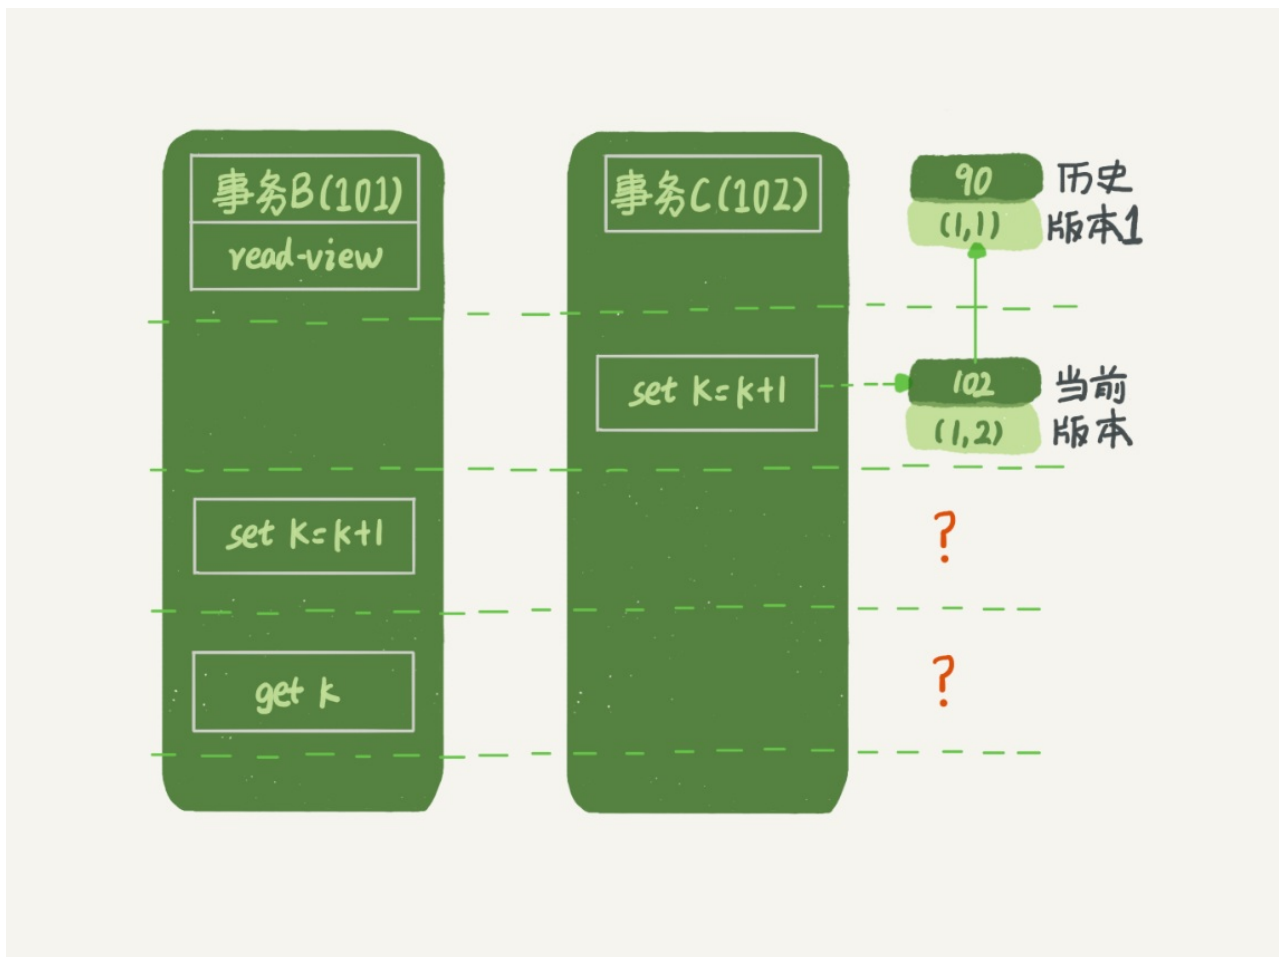 事务B(101)
read-view
事务C(102)
90
(1,1)
历史
版本1
set k=k+1
102
(1,2)
当前
版本
set k=k+1
?
get k
?